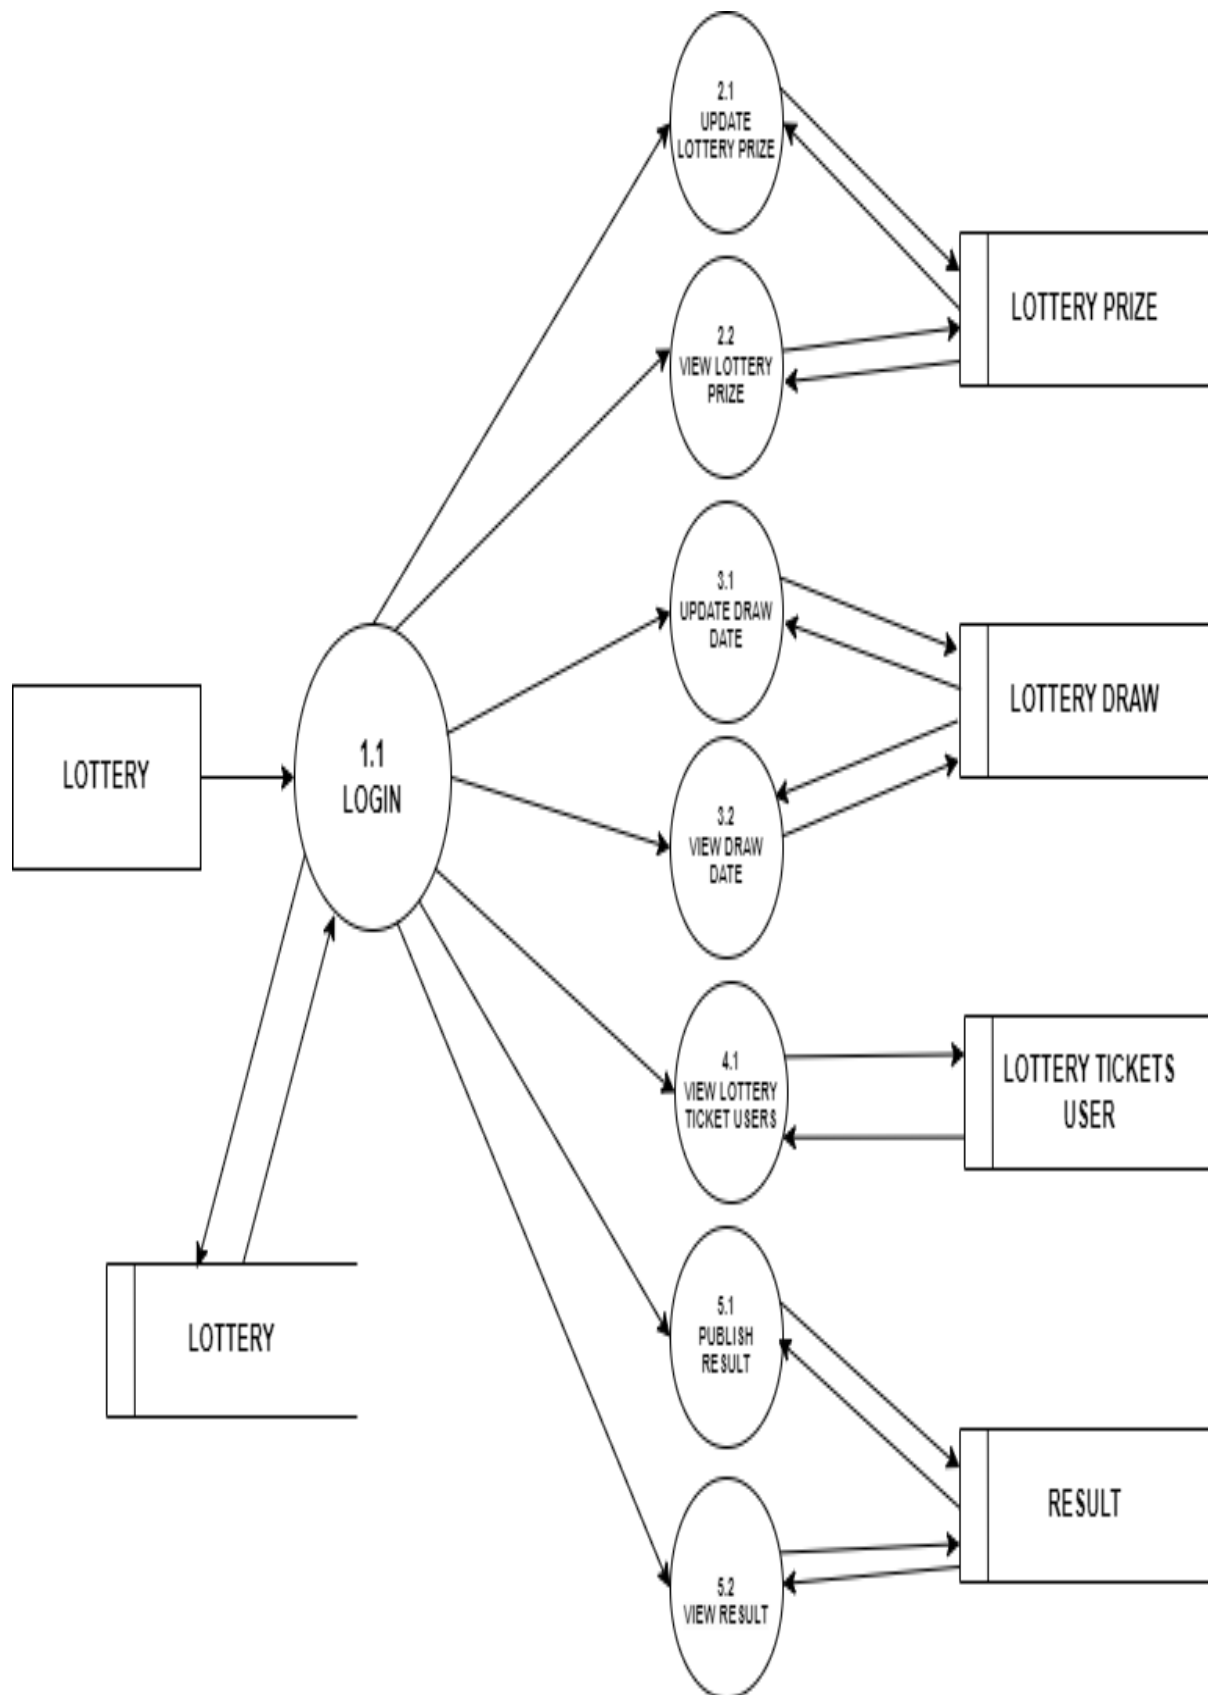 2.1
UPDATE
LOTTERY PRIZE
LOTTERY PRIZE
2.2
VIEW LOTTERY
PRIZE
3.1
UPDATE DRAW
DATE
LOTTERY DRAW
1.1
LOGIN
LOTTERY
3.2
VIEW DRAW
DATE
4.1
VIEW LOTTERY
TICKET USERS
LOTTERY TICKETS
USER
5.1
PUBLISH
RESULT
LOTTERY
RESULT
5.2
VIEW RESULT